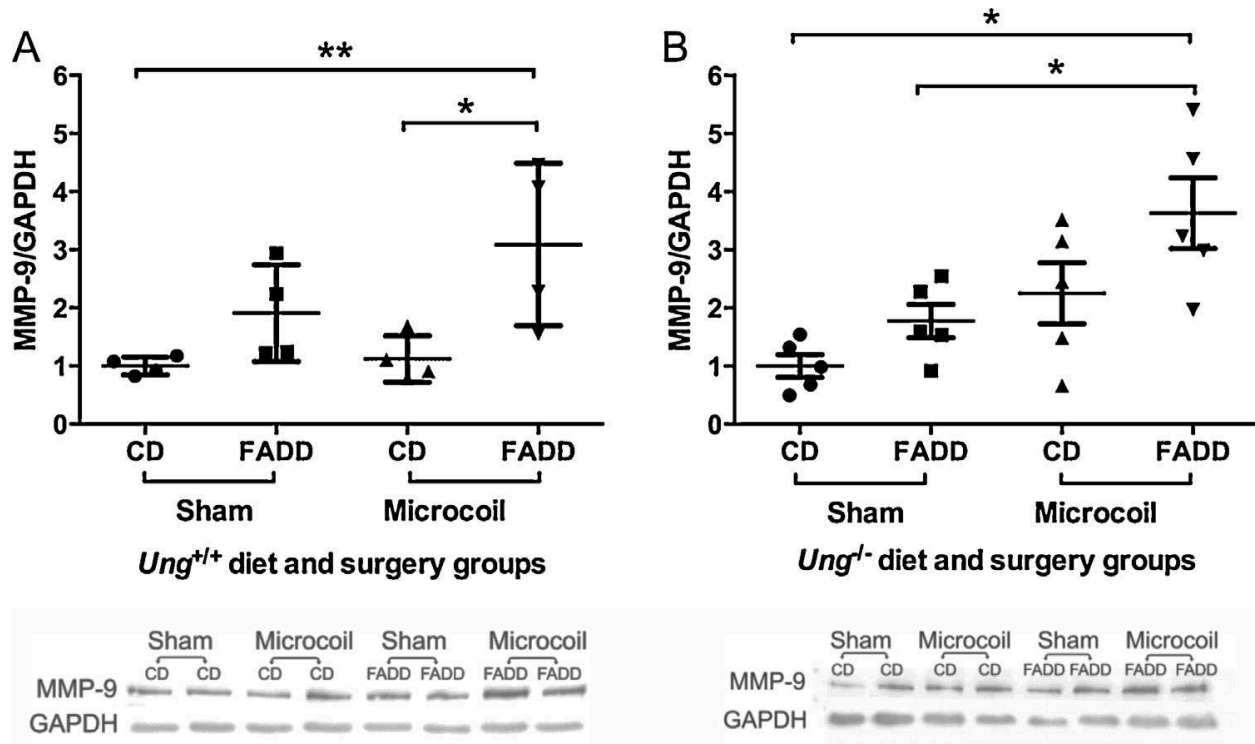 A
**
*
MMP-9/GAPDH
6
5
4
3
2
1
0
CD FADD CD FADD
Sham Microcoil
Ung+/+ diet and surgery groups
Sham Microcoil Sham Microcoil
CD CD CD CD FADD FADD FADD FADD
MMP-9
GAPDH
B
*
*
MMP-9/GAPDH
6
5
4
3
2
1
0
CD FADD CD FADD
Sham Microcoil
Ung-/- diet and surgery groups
Sham Microcoil Sham Microcoil
CD CD CD CD FADD FADD FADD FADD
MMP-9
GAPDH